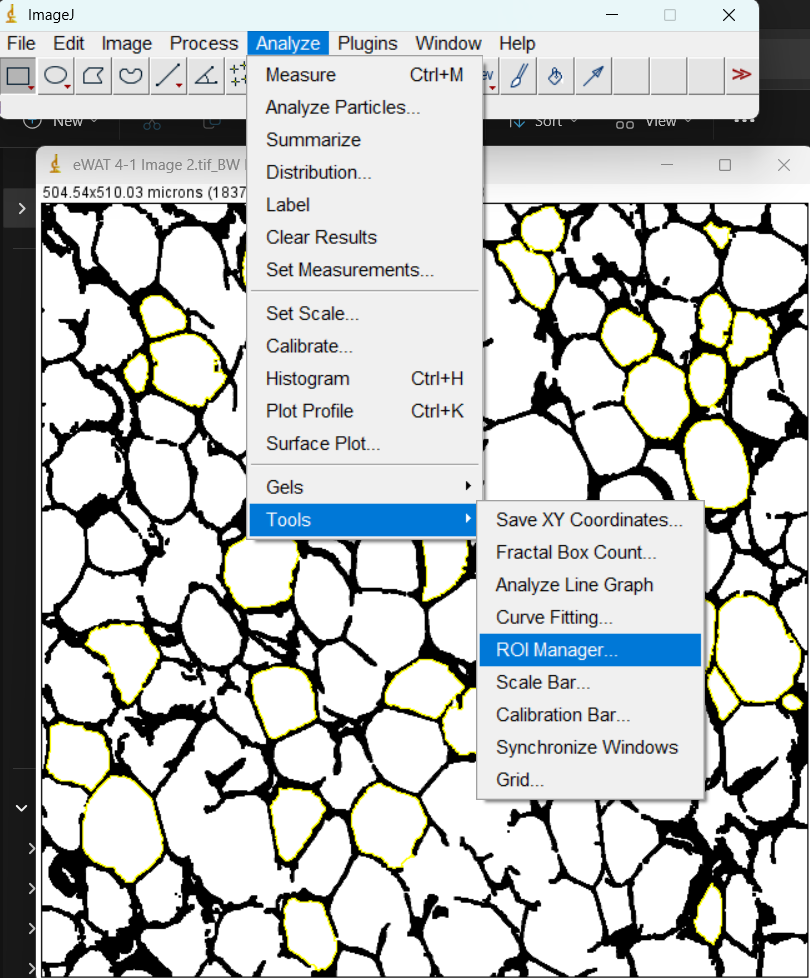 ImageJ
File Edit Image Process Analyze Plugins Window Help
New
Sort
View
eWAT 4-1 Image 2.tif_BW
504.54x510.03 microns (1837
Measure Ctrl+M
Analyze Particles...
Summarize
Distribution...
Label
Clear Results
Set Measurements...
Set Scale...
Calibrate...
Histogram Ctrl+H
Plot Profile Ctrl+K
Surface Plot...
Gels
Tools
Save XY Coordinates...
Fractal Box Count...
Analyze Line Graph
Curve Fitting...
ROI Manager...
Scale Bar...
Calibration Bar...
Synchronize Windows
Grid...